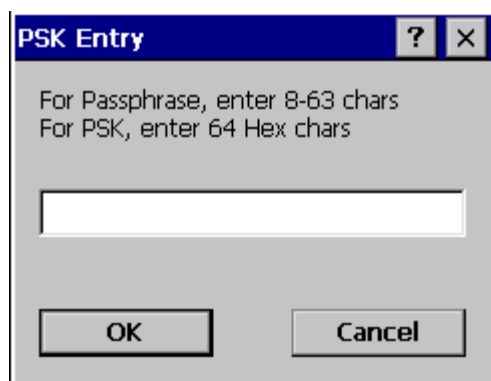 PSK Entry ? ×
For Passphrase, enter 8-63 chars
For PSK, enter 64 Hex chars
OK Cancel